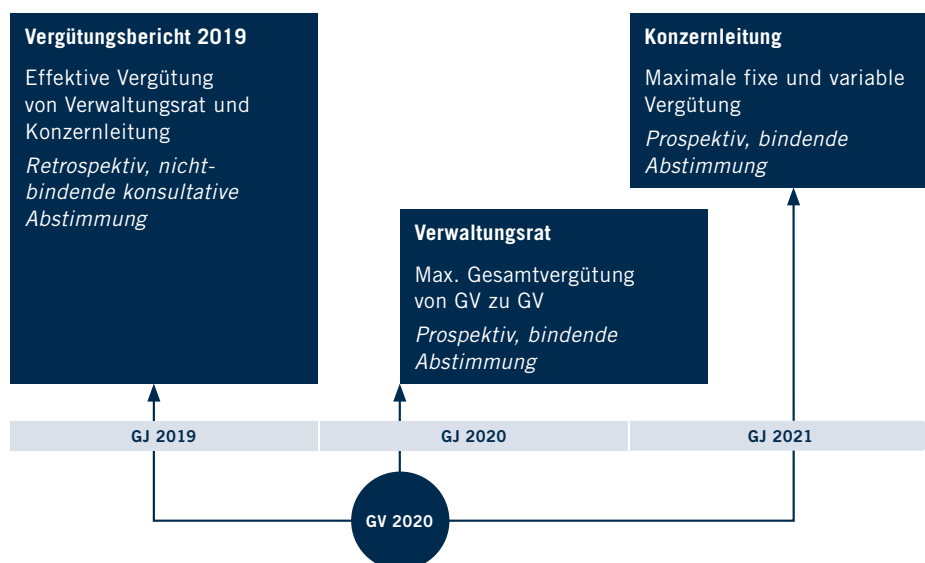 Vergütungsbericht 2019
Effektive Vergütung
von Verwaltungsrat und
Konzernleitung
Retrospektiv, nicht-
bindende konsultative
Abstimmung
Konzernleitung
Maximale fixe und variable
Vergütung
Prospektiv, bindende
Abstimmung
Verwaltungsrat
Max. Gesamtvergütung
von GV zu GV
Prospektiv, bindende
Abstimmung
GJ 2019
GJ 2020
GJ 2021
GV 2020